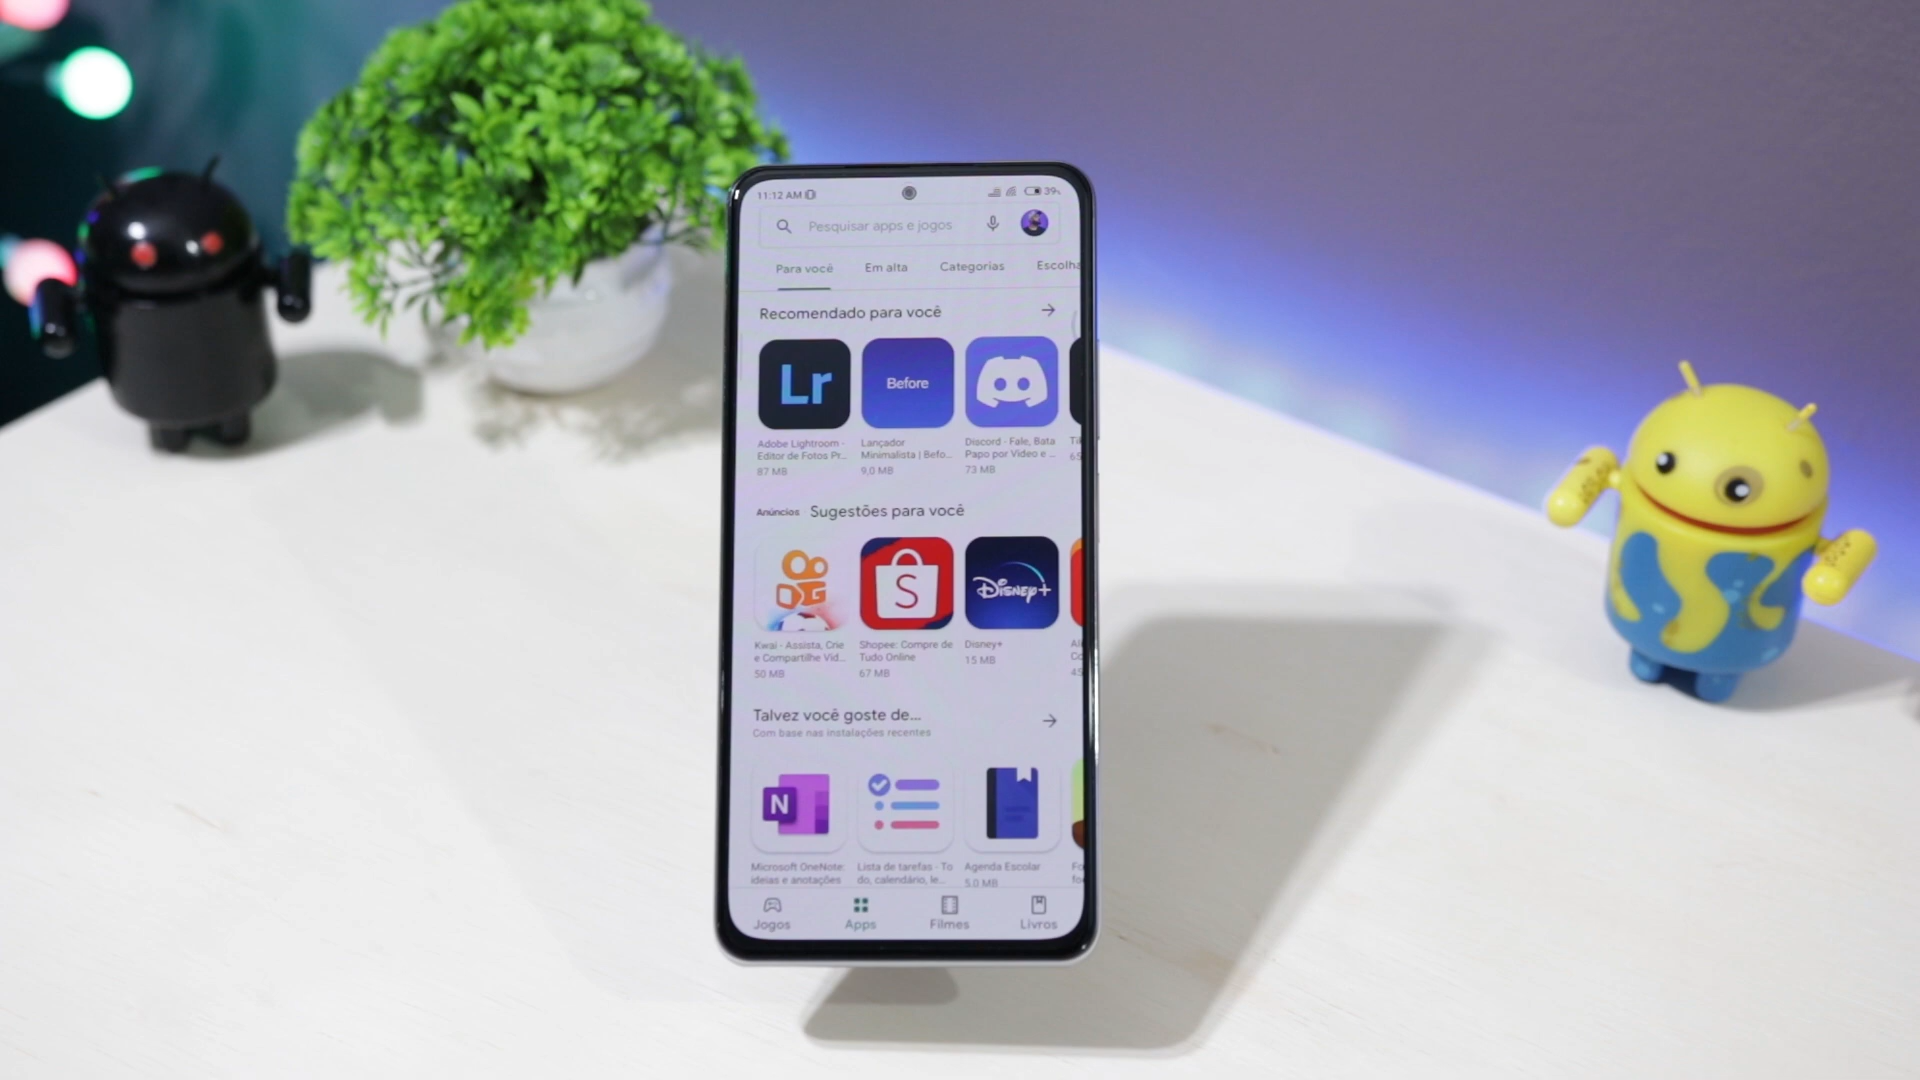 11:12 AM
39%
Pesquisar apps e jogos
Para você Em alta Categorias Escolha
Recomendado para você
Lr
Before
Adobe Lightroom - Lançador Discord - Fale, Bata
Editor de Fotos Pr... Minimalista | Befo... Papo por Vídeo e ...
87 MB 9,0 MB 73 MB
Anúncios Sugestões para você
S
Disney+
Kwai - Assista, Crie Shopee: Compre de Disney+
e Compartilhe Vid... Tudo Online 15 MB
50 MB 67 MB
Talvez você goste de...
Com base nas instalações recentes
N
Microsoft OneNote: Lista de tarefas - To Agenda Escolar
ideias e anotações do, calendário, le... 5,0 MB
Jogos Apps Filmes Livros